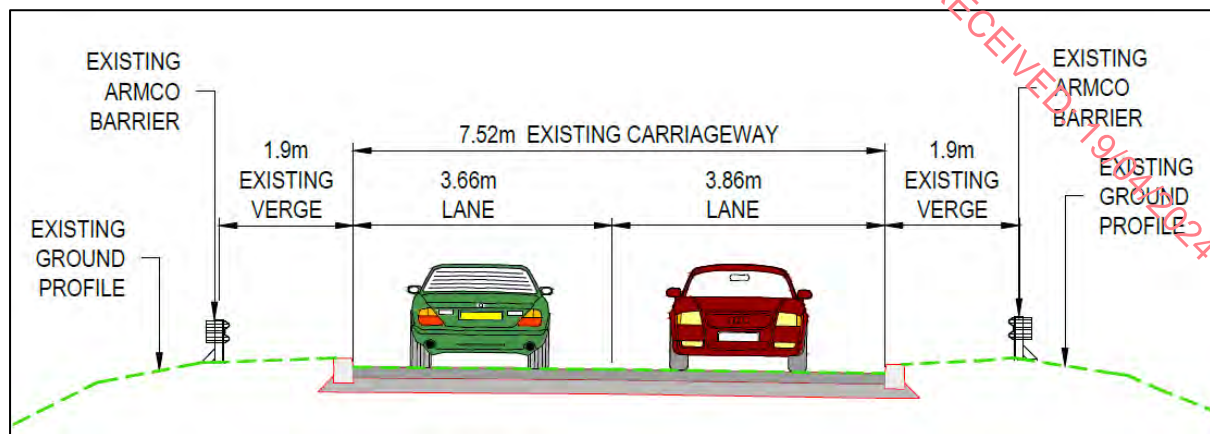 EXISTING
ARMCO
BARRIER
EXISTING
ARMCO
BARRIER
7.52m EXISTING CARRIAGEWAY
1.9m
EXISTING
VERGE
3.66m
LANE
3.86m
LANE
1.9m
EXISTING
VERGE
EXISTING
GROUND
PROFILE
EXISTING
GROUND
PROFILE
RECEIVED: 19/04/2024